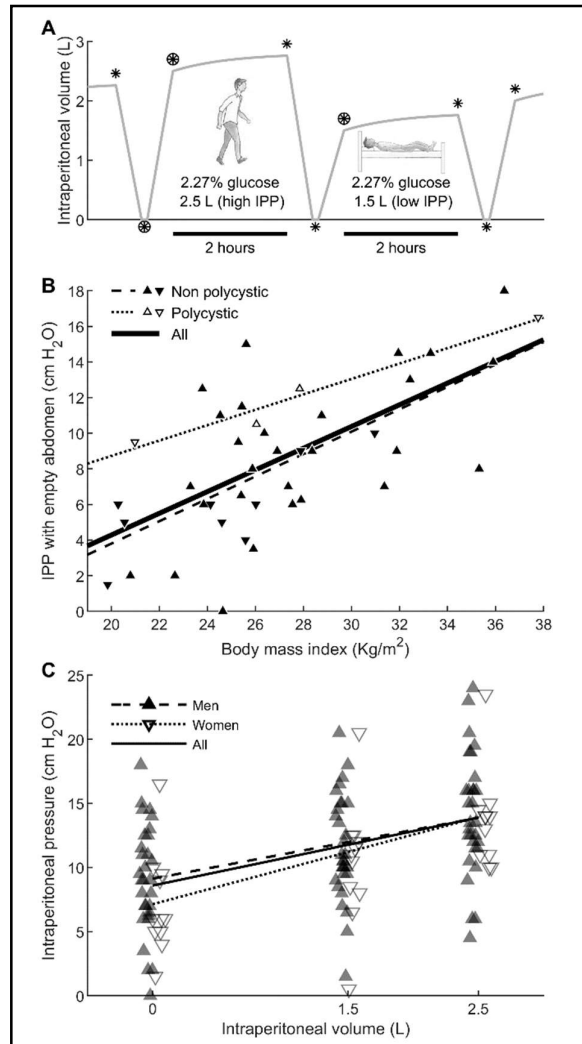 A
Intraperitoneal volume (L)
3
2
1
0
2.27% glucose
2.5 L (high IPP)
2.27% glucose
1.5 L (low IPP)
2 hours
2 hours
B
IPP with empty abdomen (cm H₂O)
18
16
14
12
10
8
6
4
2
0
Non polycystic
Polycystic
All
20 22 24 26 28 30 32 34 36 38
Body mass index (Kg/m²)
C
Intraperitoneal pressure (cm H₂O)
25
20
15
10
5
0
Men
Women
All
0 1.5 2.5
Intraperitoneal volume (L)